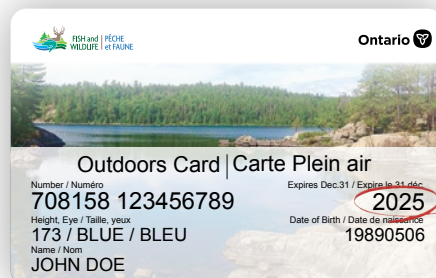 FISH and WILDLIFE | PÊCHE et FAUNE
Ontario
Outdoors Card | Carte Plein air
Number / Numéro
Expires Dec.31 / Expire le 31 déc.
708158 123456789
2025
Height, Eye / Taille, yeux
Date of Birth / Date de naissance
173 / BLUE / BLEU
19890506
Name / Nom
JOHN DOE